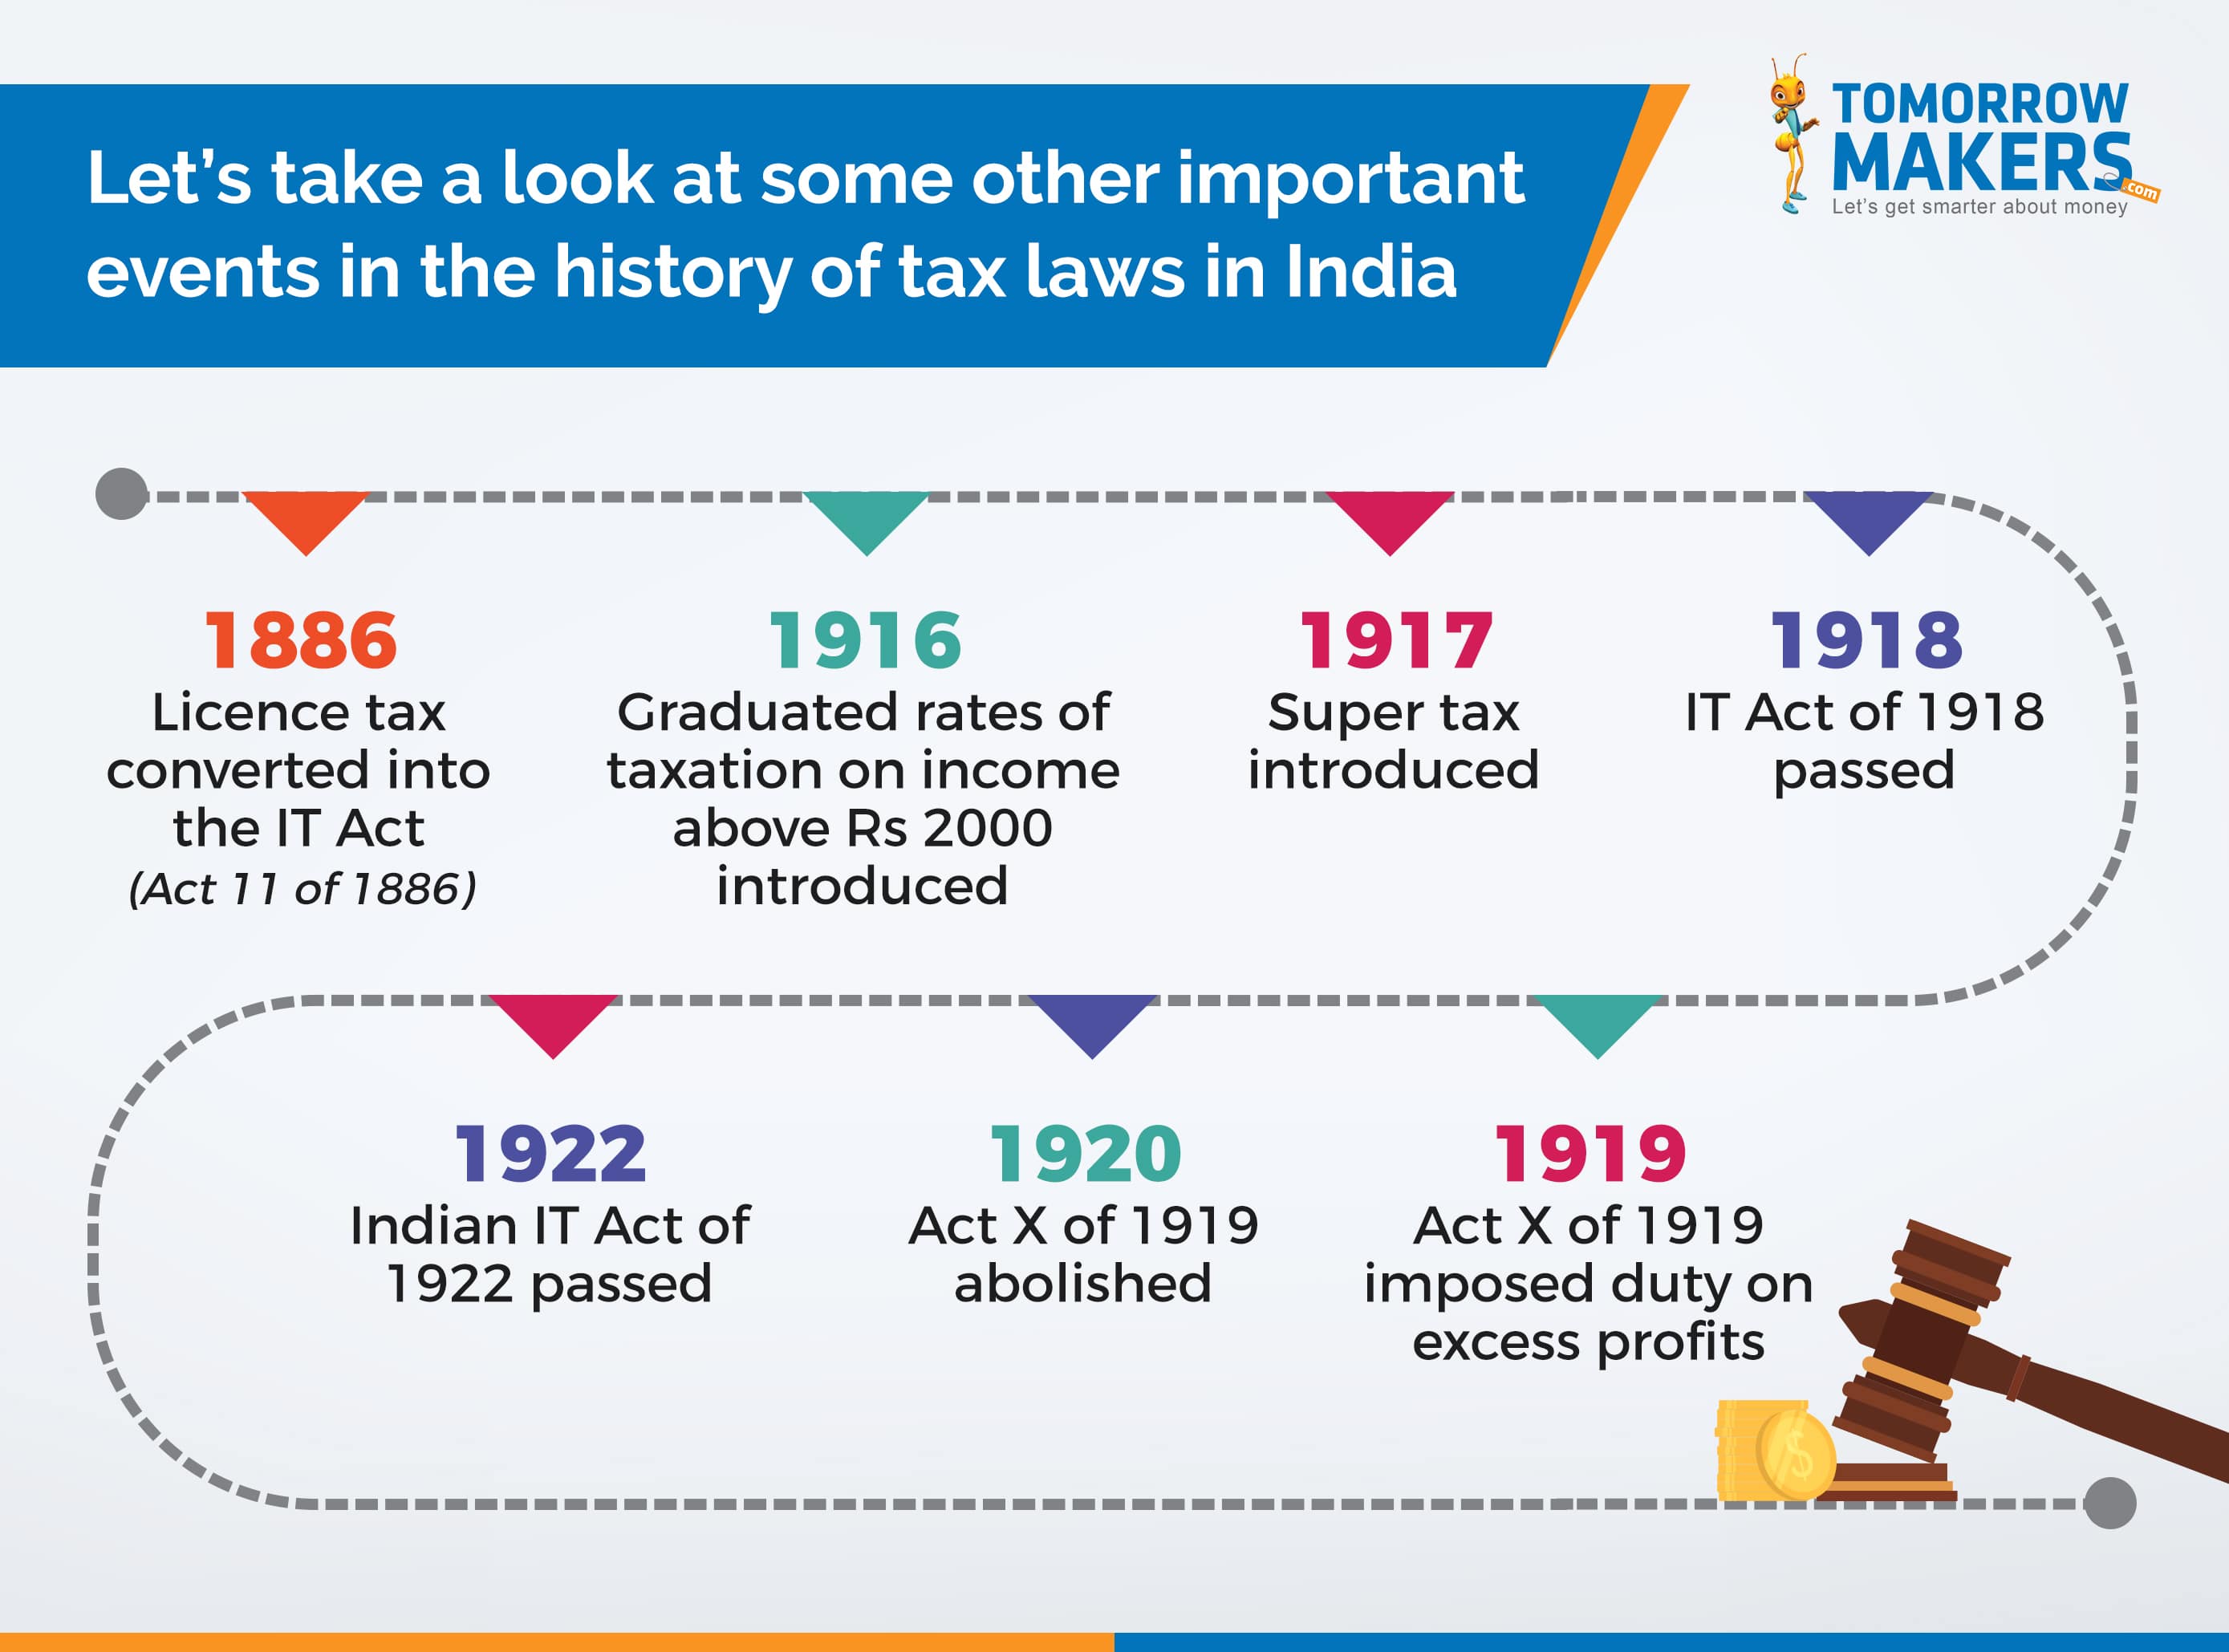 Let's take a look at some other important
events in the history of tax laws in India
TOMORROW
MAKERS
.com
Let's get smarter about money
1886
Licence tax
converted into
the IT Act
(Act 11 of 1886)
1916
Graduated rates of
taxation on income
above Rs 2000
introduced
1917
Super tax
introduced
1918
IT Act of 1918
passed
1922
Indian IT Act of
1922 passed
1920
Act X of 1919
abolished
1919
Act X of 1919
imposed duty on
excess profits
$